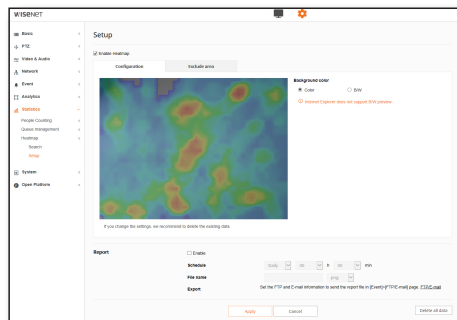 WISENET
Basic
PTZ
Video & Audio
Network
Event
Analytics
Statistics
People Counting
Queue management
Heatmap
Search
Setup
System
Open Platform
Setup
Enable Heatmap
Configuration
Exclude area
Background color
Color
B/W
Internet Explorer does not support B/W preview
If you change the settings, we recommend to delete the existing data.
Report
Enable
Schedule
Daily
00
h
00
min
File name
png
Export
Set the FTP and E-mail information to send the report file in [Event]>[FTP/E-mail] page. FTP/E-mail
Apply
Cancel
Delete all data